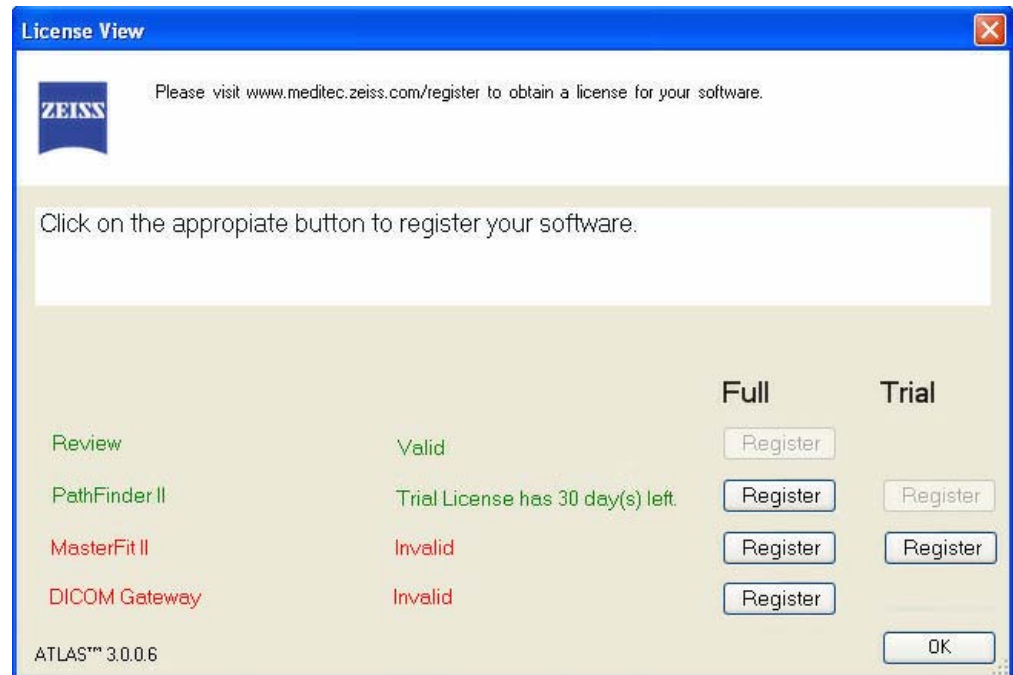 License View
ZEISS
Please visit www.meditec.zeiss.com/register to obtain a license for your software.
Click on the appropiate button to register your software.
Full Trial
Review Valid Register
PathFinder II Trial License has 30 day(s) left. Register Register
MasterFit II Invalid Register Register
DICOM Gateway Invalid Register
ATLAS™ 3.0.0.6 OK